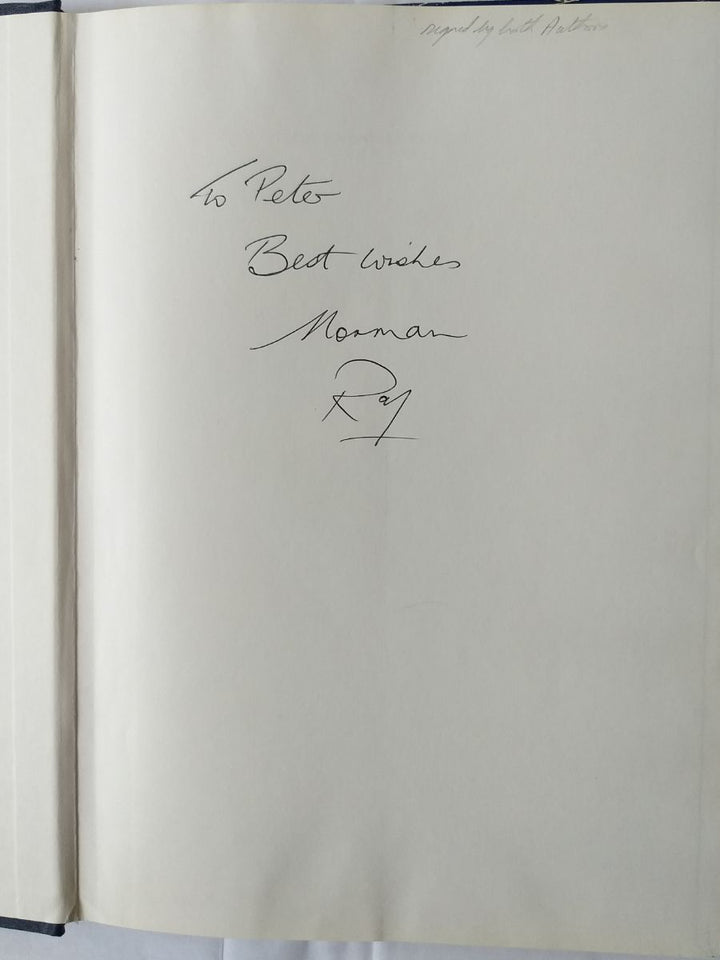 signed by both Authors
To Peter
Best wishes
Norman
Ray